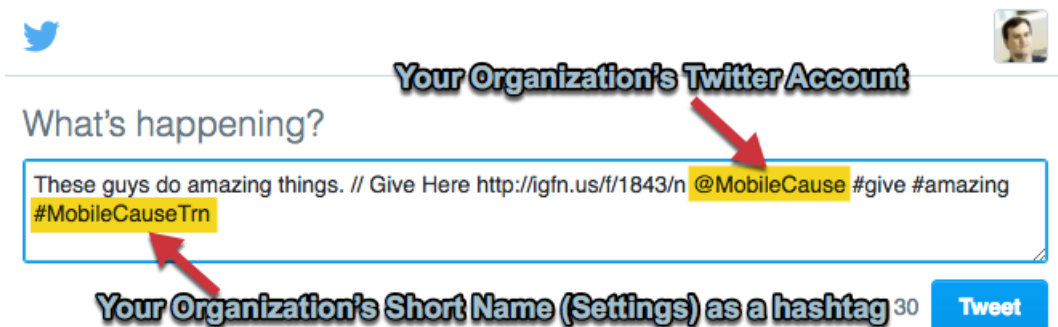 Your Organization's Twitter Account
What's happening?
These guys do amazing things. // Give Here http://igfn.us/f/1843/n @MobileCause #give #amazing
#MobileCauseTrn
Your Organization's Short Name (Settings) as a hashtag 30 Tweet